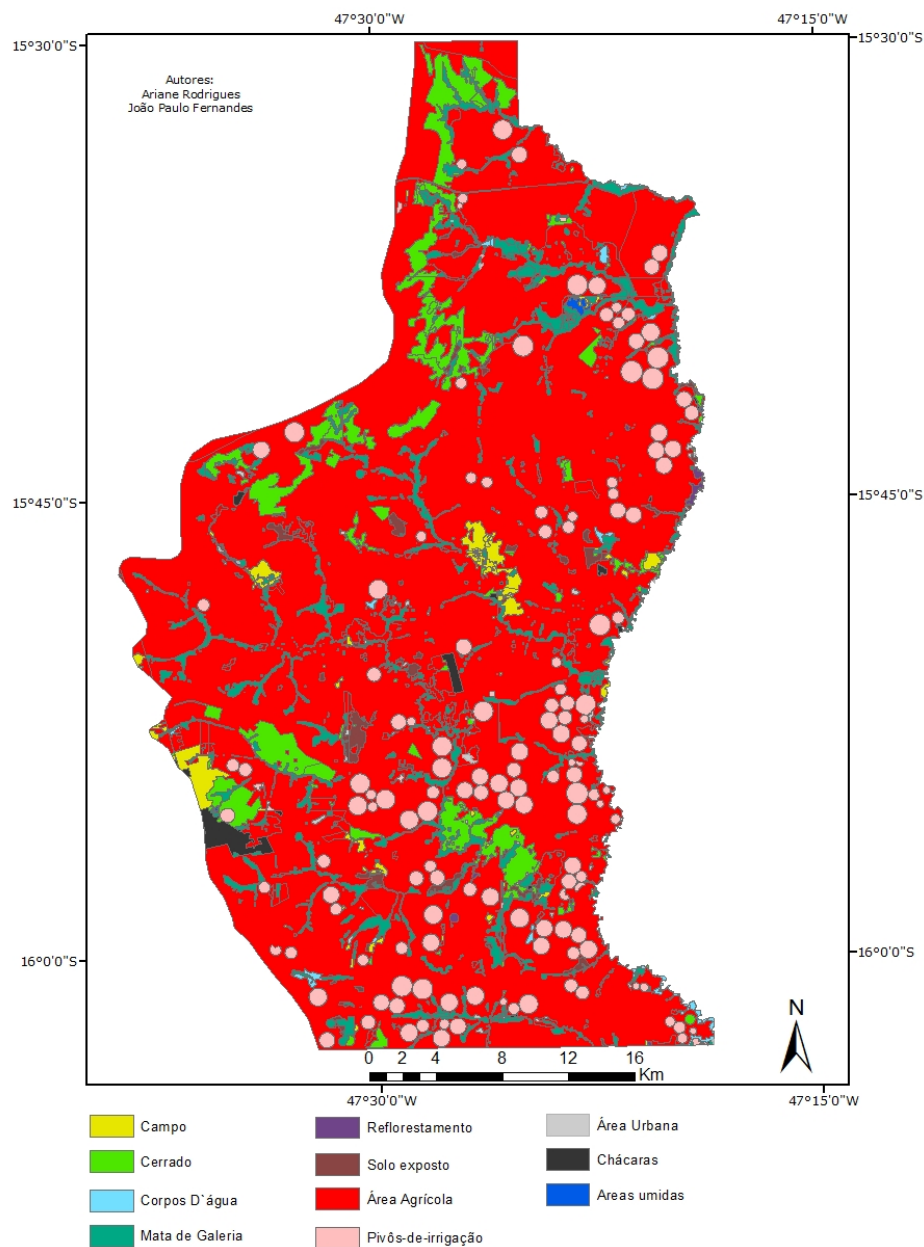 47°30'0"W
47°15'0"W
15°30'0"S
15°30'0"S
Autores:
Ariane Rodrigues
João Paulo Fernandes
15°45'0"S
15°45'0"S
16°0'0"S
16°0'0"S
N
0 2 4 8 12 16
Km
47°30'0"W
47°15'0"W
Campo
Cerrado
Corpos D`água
Mata de Galeria
Reflorestamento
Solo exposto
Área Agrícola
Pivôs-de-irrigação
Área Urbana
Chácaras
Areas umidas